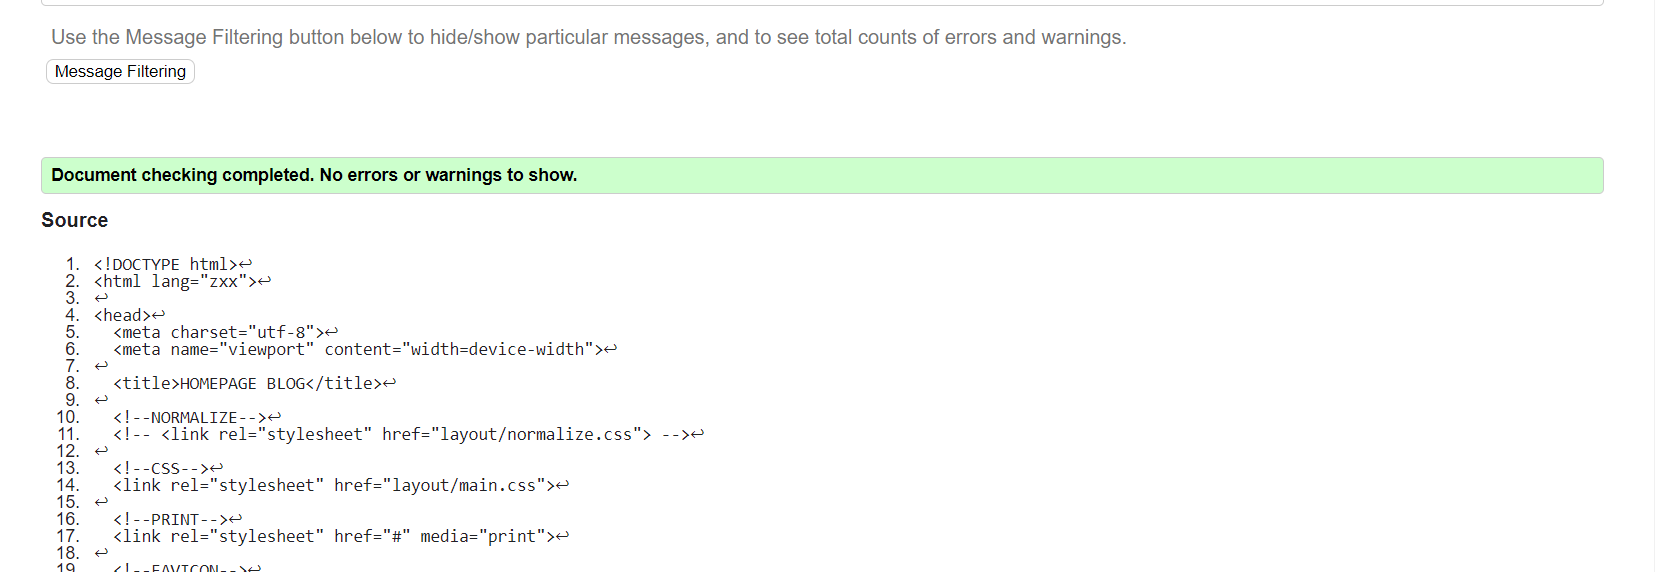 Use the Message Filtering button below to hide/show particular messages, and to see total counts of errors and warnings.
Message Filtering
Document checking completed. No errors or warnings to show.
Source
1. <!DOCTYPE html>↩
2. <html lang="zxx">↩
3. ↩
4. <head>↩
5.   <meta charset="utf-8">↩
6.   <meta name="viewport" content="width=device-width">↩
7. ↩
8.   <title>HOMEPAGE BLOG</title>↩
9. ↩
10.   <!--NORMALIZE-->↩
11.   <!-- <link rel="stylesheet" href="layout/normalize.css"> -->↩
12. ↩
13.   <!--CSS-->↩
14.   <link rel="stylesheet" href="layout/main.css">↩
15. ↩
16.   <!--PRINT-->↩
17.   <link rel="stylesheet" href="#" media="print">↩
18. ↩
19.   <!--FAVICON-->↩